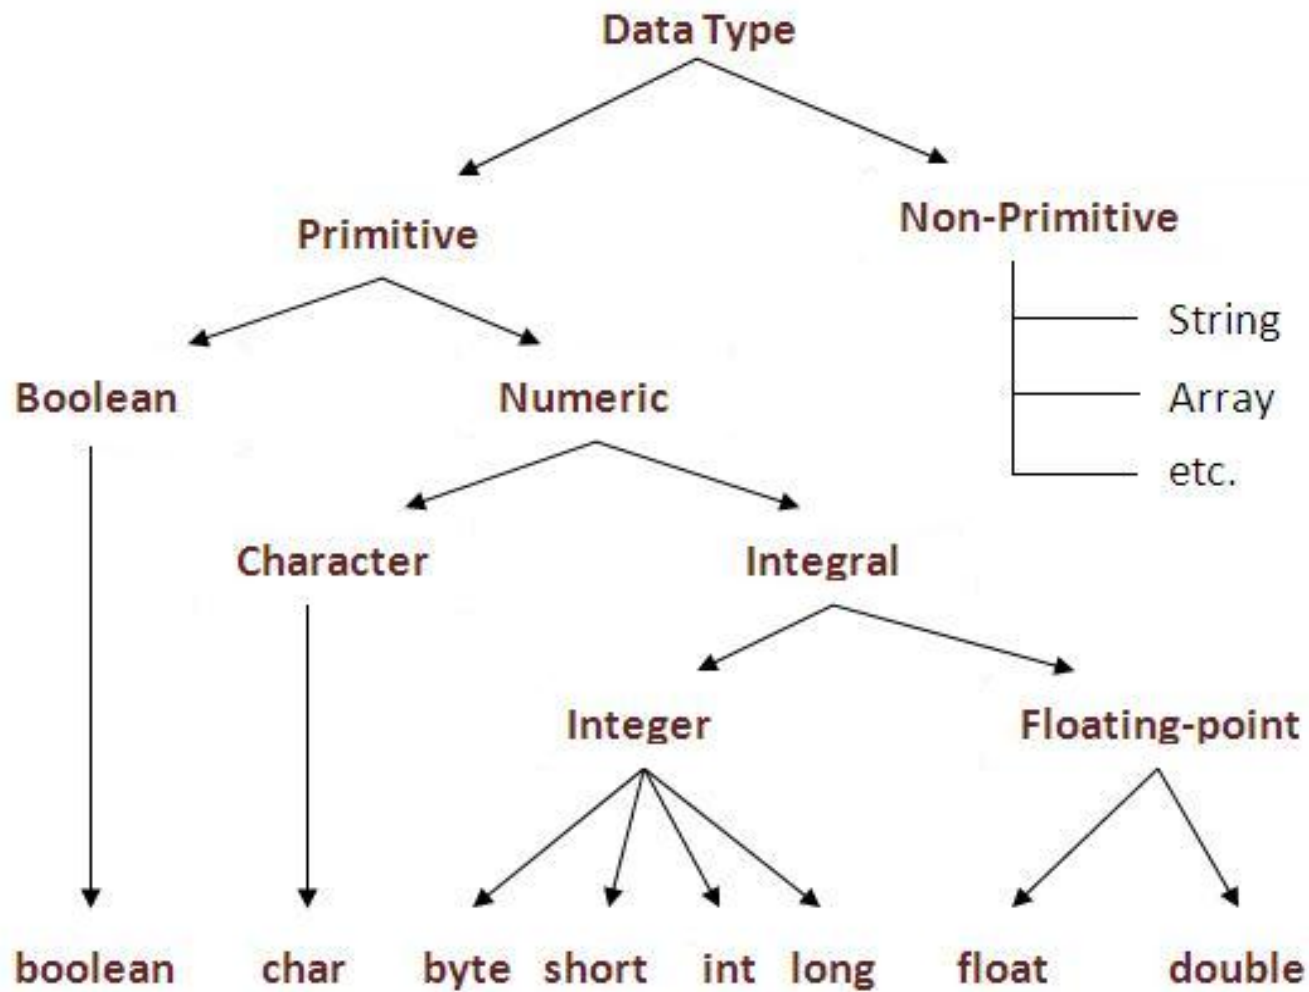 Data Type
Primitive
Non-Primitive
String
Array
etc.
Boolean
Numeric
Character
Integral
Integer
Floating-point
boolean char byte short int long float double